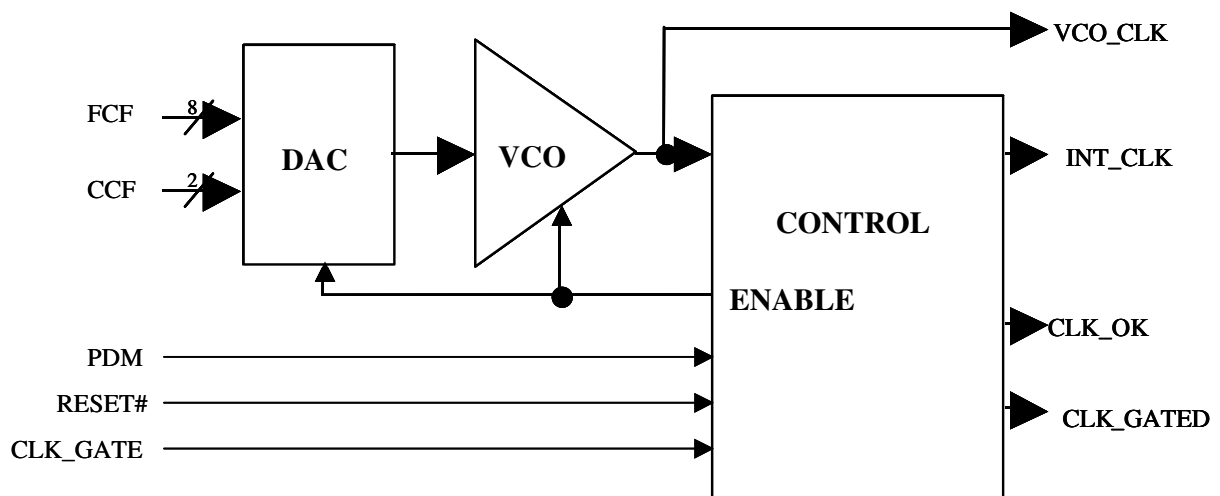 VCO_CLK
FCF
8
DAC
VCO
INT_CLK
CCF
2
CONTROL
ENABLE
CLK_OK
PDM
RESET#
CLK_GATED
CLK_GATE